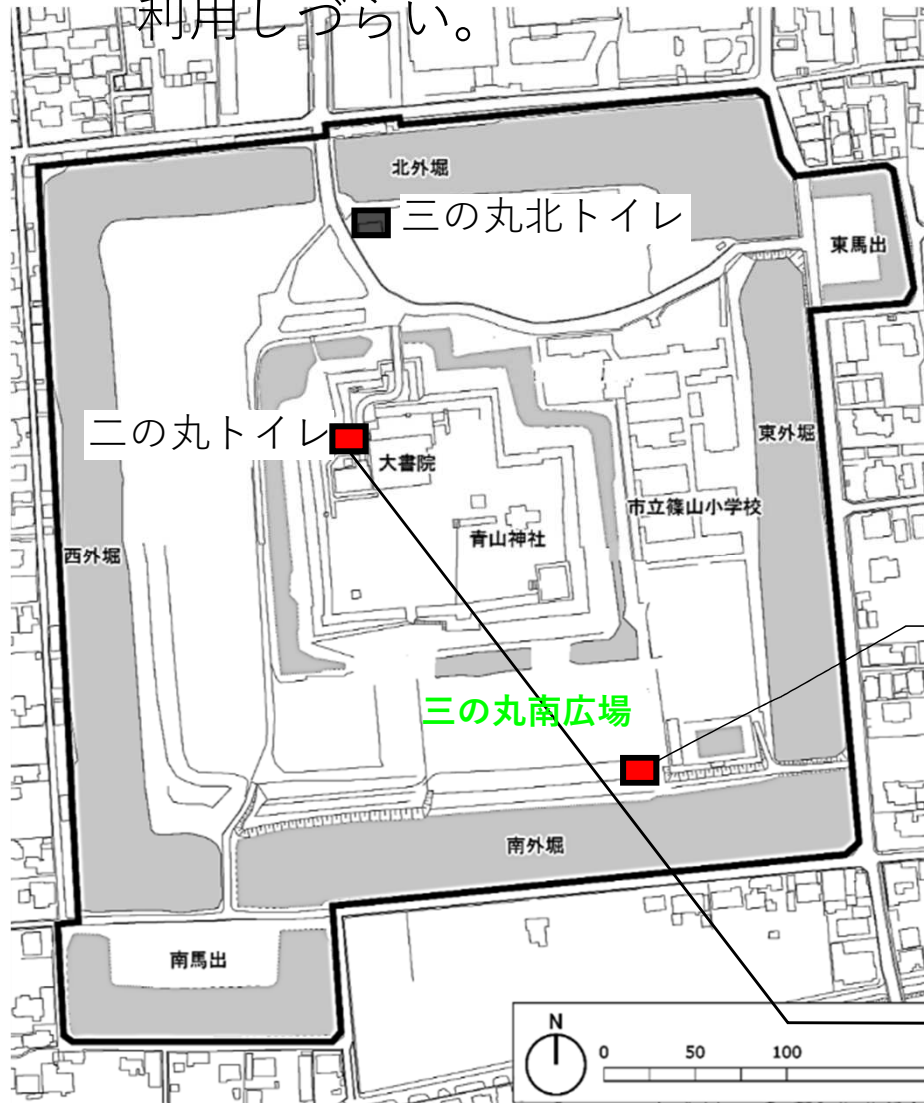 利用しづらい。
北外堀
三の丸北トイレ
東馬出
二の丸トイレ
大書院
東外堀
市立篠山小学校
青山神社
西外堀
三の丸南広場
南外堀
南馬出
N
0 50 100